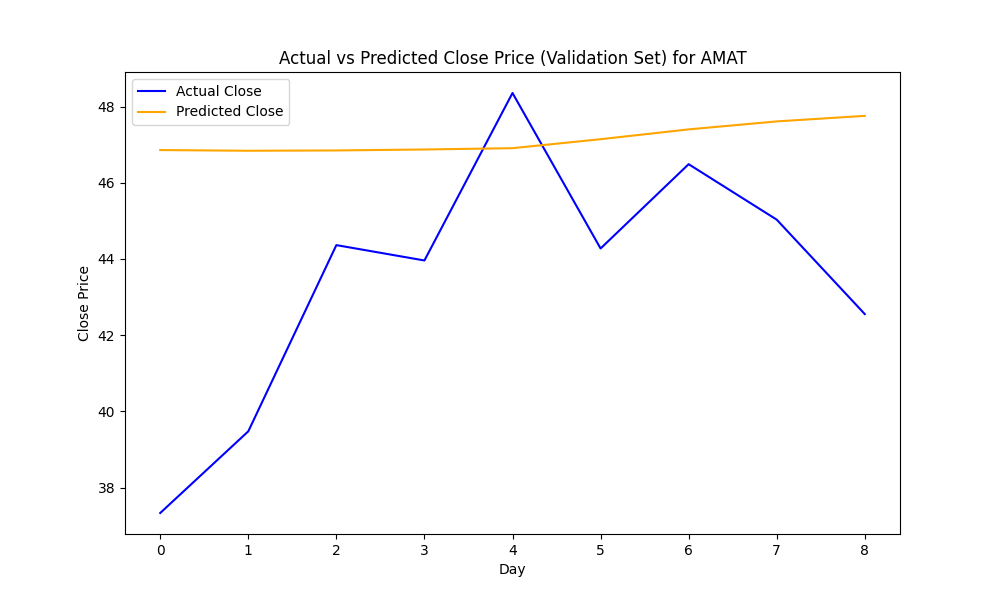 Actual vs Predicted Close Price (Validation Set) for AMAT
Actual Close
Predicted Close
48
46
44
42
40
38
Close Price
0 1 2 3 4 5 6 7 8
Day